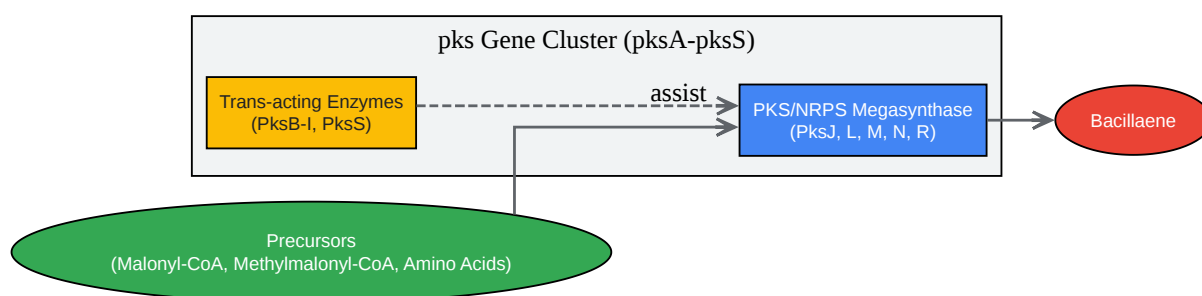 pks Gene Cluster (pksA-pksS)
Trans-acting Enzymes
(PksB-I, PksS)
assist
PKS/NRPS Megasynthase
(PksJ, L, M, N, R)
Bacillaene
Precursors
(Malonyl-CoA, Methylmalonyl-CoA, Amino Acids)